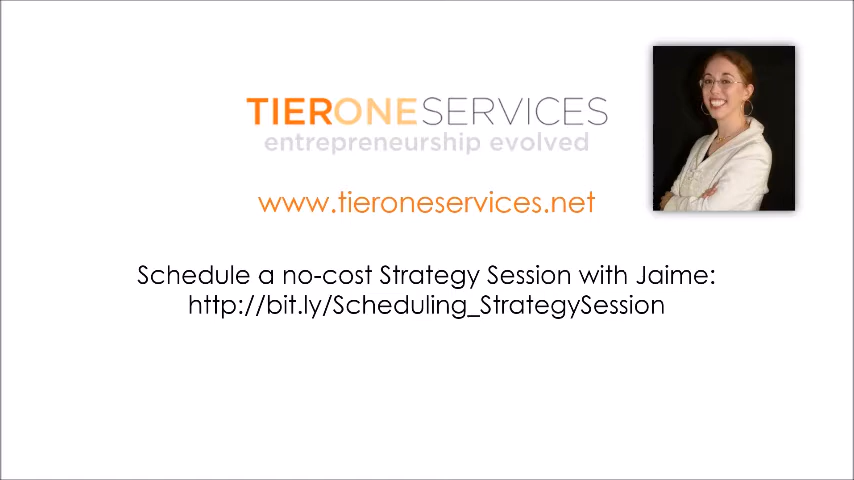 TIERONESERVICES
entrepreneurship evolved
www.tieroneservices.net
Schedule a no-cost Strategy Session with Jaime:
http://bit.ly/Scheduling_StrategySession